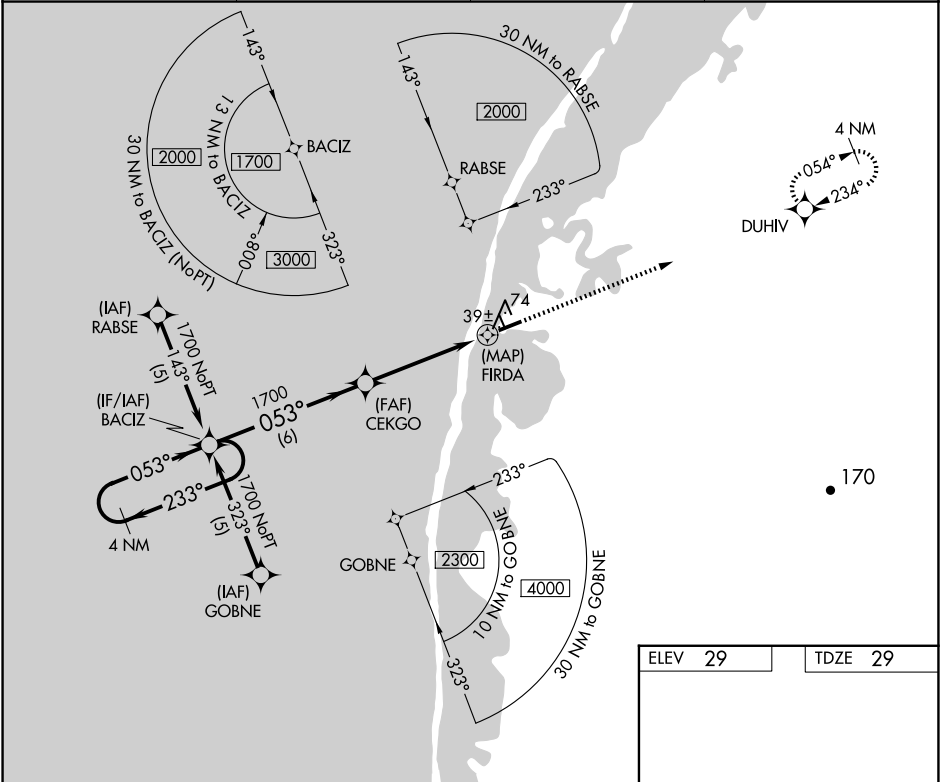 143°
BACIZ
13 NM to BACIZ
1700
2000
30 NM to BACIZ (NoPT)
008°
3000
323°
30 NM to RABSE
143°
2000
RABSE
233°
4 NM
054°
234°
DUHIV
(IAF)
RABSE
1700 NoPT
143°
(5)
(IF/IAF)
BACIZ
1700
053°
(6)
(FAF)
CEKGO
39±
74
(MAP)
FIRDA
053°
233°
4 NM
1700 NoPT
323°
(5)
(IAF)
GOBNE
233°
GOBNE
2300
10 NM to GOBNE
4000
30 NM to GOBNE
323°
170
ELEV 29
TDZE 29